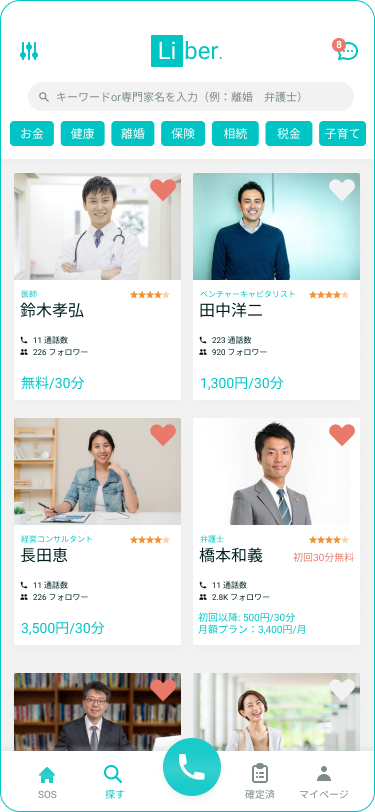 Liber.
8
キーワードor専門家名を入力（例：離婚　弁護士）
お金 健康 離婚 保険 相続 税金 子育て
医師
鈴木孝弘
11 通話数
226 フォロワー
無料/30分
ベンチャーキャピタリスト
田中洋二
223 通話数
920 フォロワー
1,300円/30分
経営コンサルタント
長田恵
11 通話数
226 フォロワー
3,500円/30分
弁護士
橋本和義 初回30分無料
11 通話数
2.8K フォロワー
初回以降: 500円/30分
月額プラン：3,400円/月
SOS 探す 確定済 マイページ